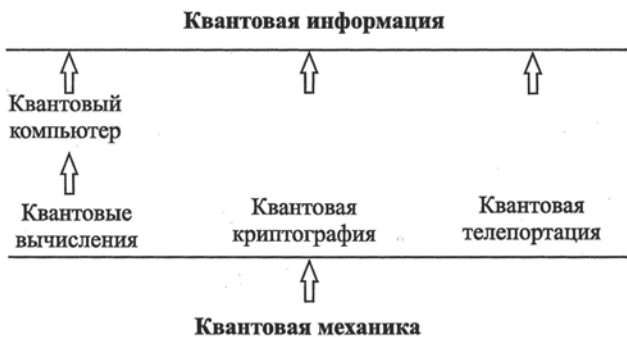 Квантовая информация
Квантовый
компьютер
Квантовые
вычисления
Квантовая
криптография
Квантовая
телепортация
Квантовая механика